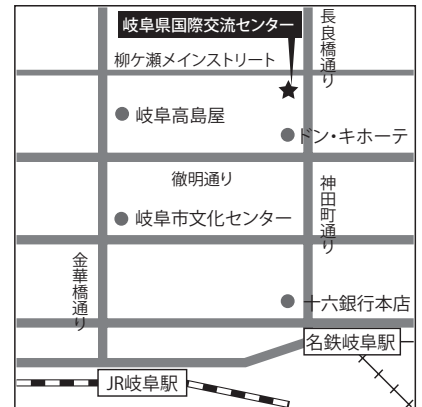 岐阜県国際交流センター
長良橋通り
柳ケ瀬メインストリート
岐阜高島屋
ドン・キホーテ
徹明通り
神田町通り
岐阜市文化センター
金華橋通り
十六銀行本店
名鉄岐阜駅
JR岐阜駅